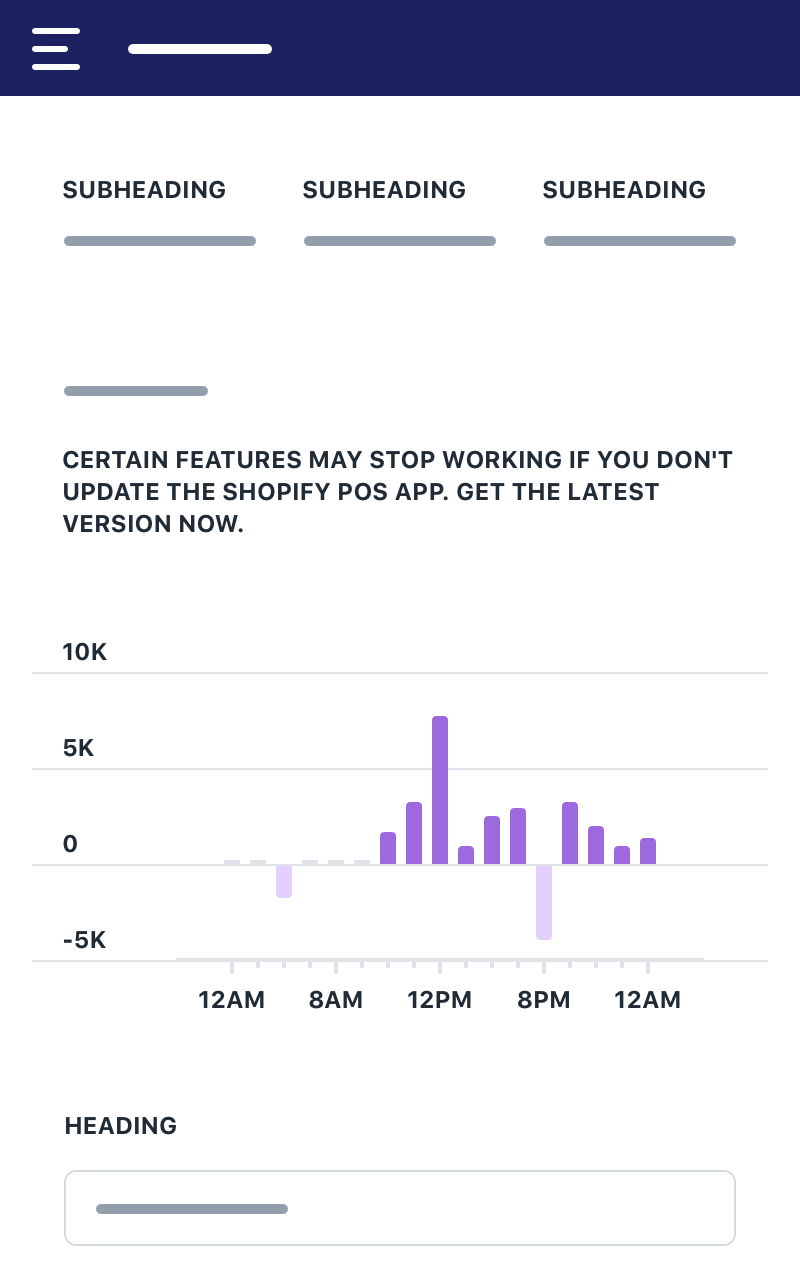 SUBHEADING SUBHEADING SUBHEADING
CERTAIN FEATURES MAY STOP WORKING IF YOU DON'T
UPDATE THE SHOPIFY POS APP. GET THE LATEST
VERSION NOW.
10K
5K
0
-5K
12AM 8AM 12PM 8PM 12AM
HEADING